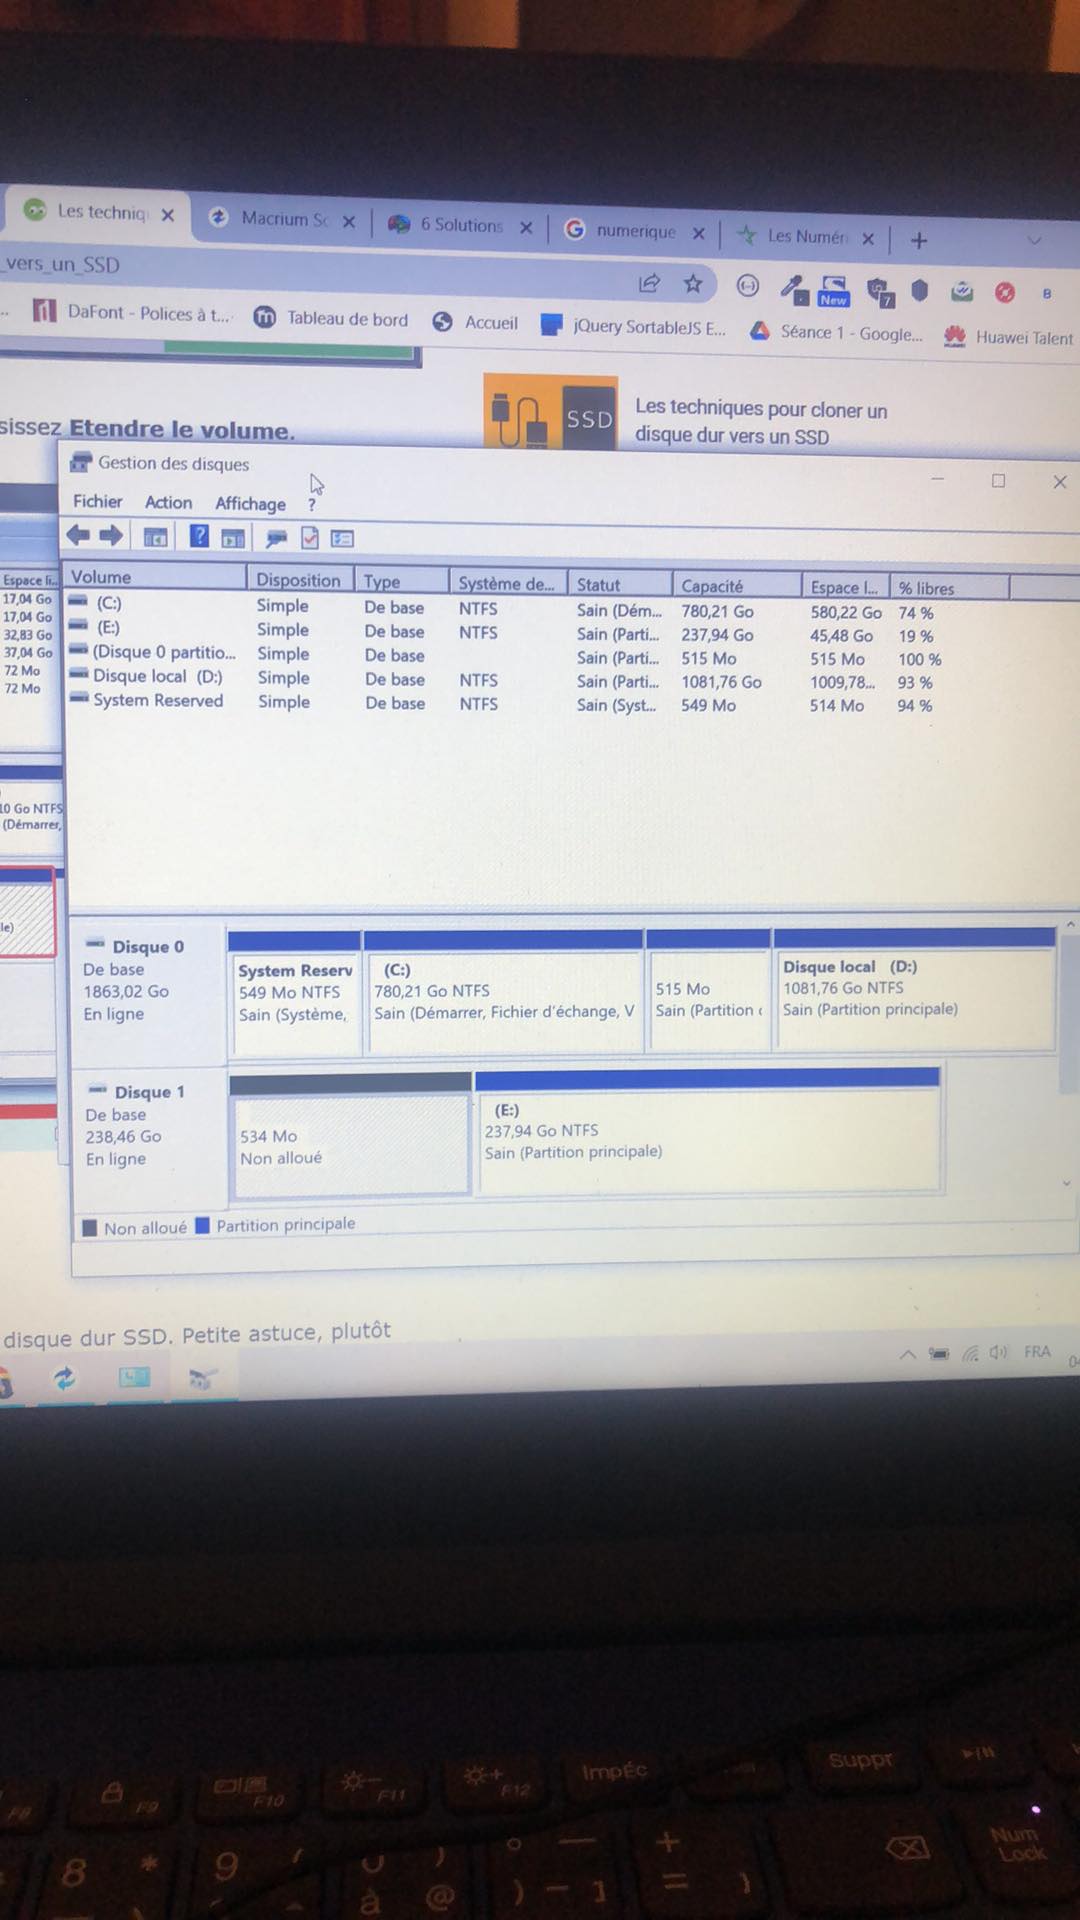 Les techniq
Macrium Sc
6 Solutions
numerique
Les Numér
_vers_un_SSD
New
7
B
DaFont - Polices à t...
Tableau de bord
Accueil
jQuery SortableJS E...
Séance 1 - Google...
Huawei Talent
sissez Etendre le volume.
SSD
Les techniques pour cloner un
disque dur vers un SSD
Gestion des disques
Fichier Action Affichage ?
Espace li...
17,04 Go
17,04 Go
32,83 Go
37,04 Go
72 Mo
72 Mo
Volume Disposition Type Système de... Statut Capacité Espace l... % libres
(C:) Simple De base NTFS Sain (Dém... 780,21 Go 580,22 Go 74 %
(E:) Simple De base NTFS Sain (Parti... 237,94 Go 45,48 Go 19 %
(Disque 0 partitio... Simple De base Sain (Parti... 515 Mo 515 Mo 100 %
Disque local (D:) Simple De base NTFS Sain (Parti... 1081,76 Go 1009,78... 93 %
System Reserved Simple De base NTFS Sain (Syst... 549 Mo 514 Mo 94 %
10 Go NTFS
(Démarrer,
le)
Disque 0
De base
1863,02 Go
En ligne
System Reserv
549 Mo NTFS
Sain (Système,
(C:)
780,21 Go NTFS
Sain (Démarrer, Fichier d'échange, V
515 Mo
Sain (Partition
Disque local (D:)
1081,76 Go NTFS
Sain (Partition principale)
Disque 1
De base
238,46 Go
En ligne
534 Mo
Non alloué
(E:)
237,94 Go NTFS
Sain (Partition principale)
Non alloué Partition principale
disque dur SSD. Petite astuce, plutôt
FRA
F8
F9
F10
F11
F12
ImpÉc
Suppr
8
9
à
@
)
°
]
+
=
Num
Lock